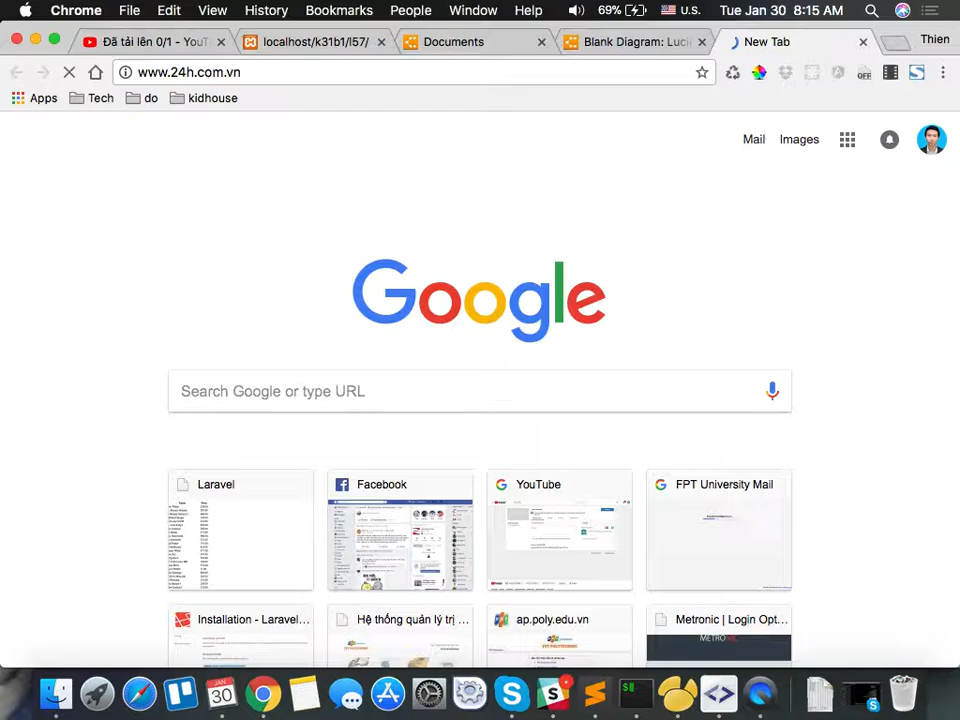 Chrome File Edit View History Bookmarks People Window Help 69% U.S. Tue Jan 30 8:15 AM
Đã tải lên 0/1 - YouT localhost/k31b1/l57/ Documents Blank Diagram: Luci New Tab Thien
www.24h.com.vn
Apps Tech do kidhouse
Mail Images
Google
Search Google or type URL
Laravel Facebook YouTube FPT University Mail
Installation - Laravel... Hệ thống quản lý trị ... ap.poly.edu.vn Metronic | Login Opt...
JAN
30